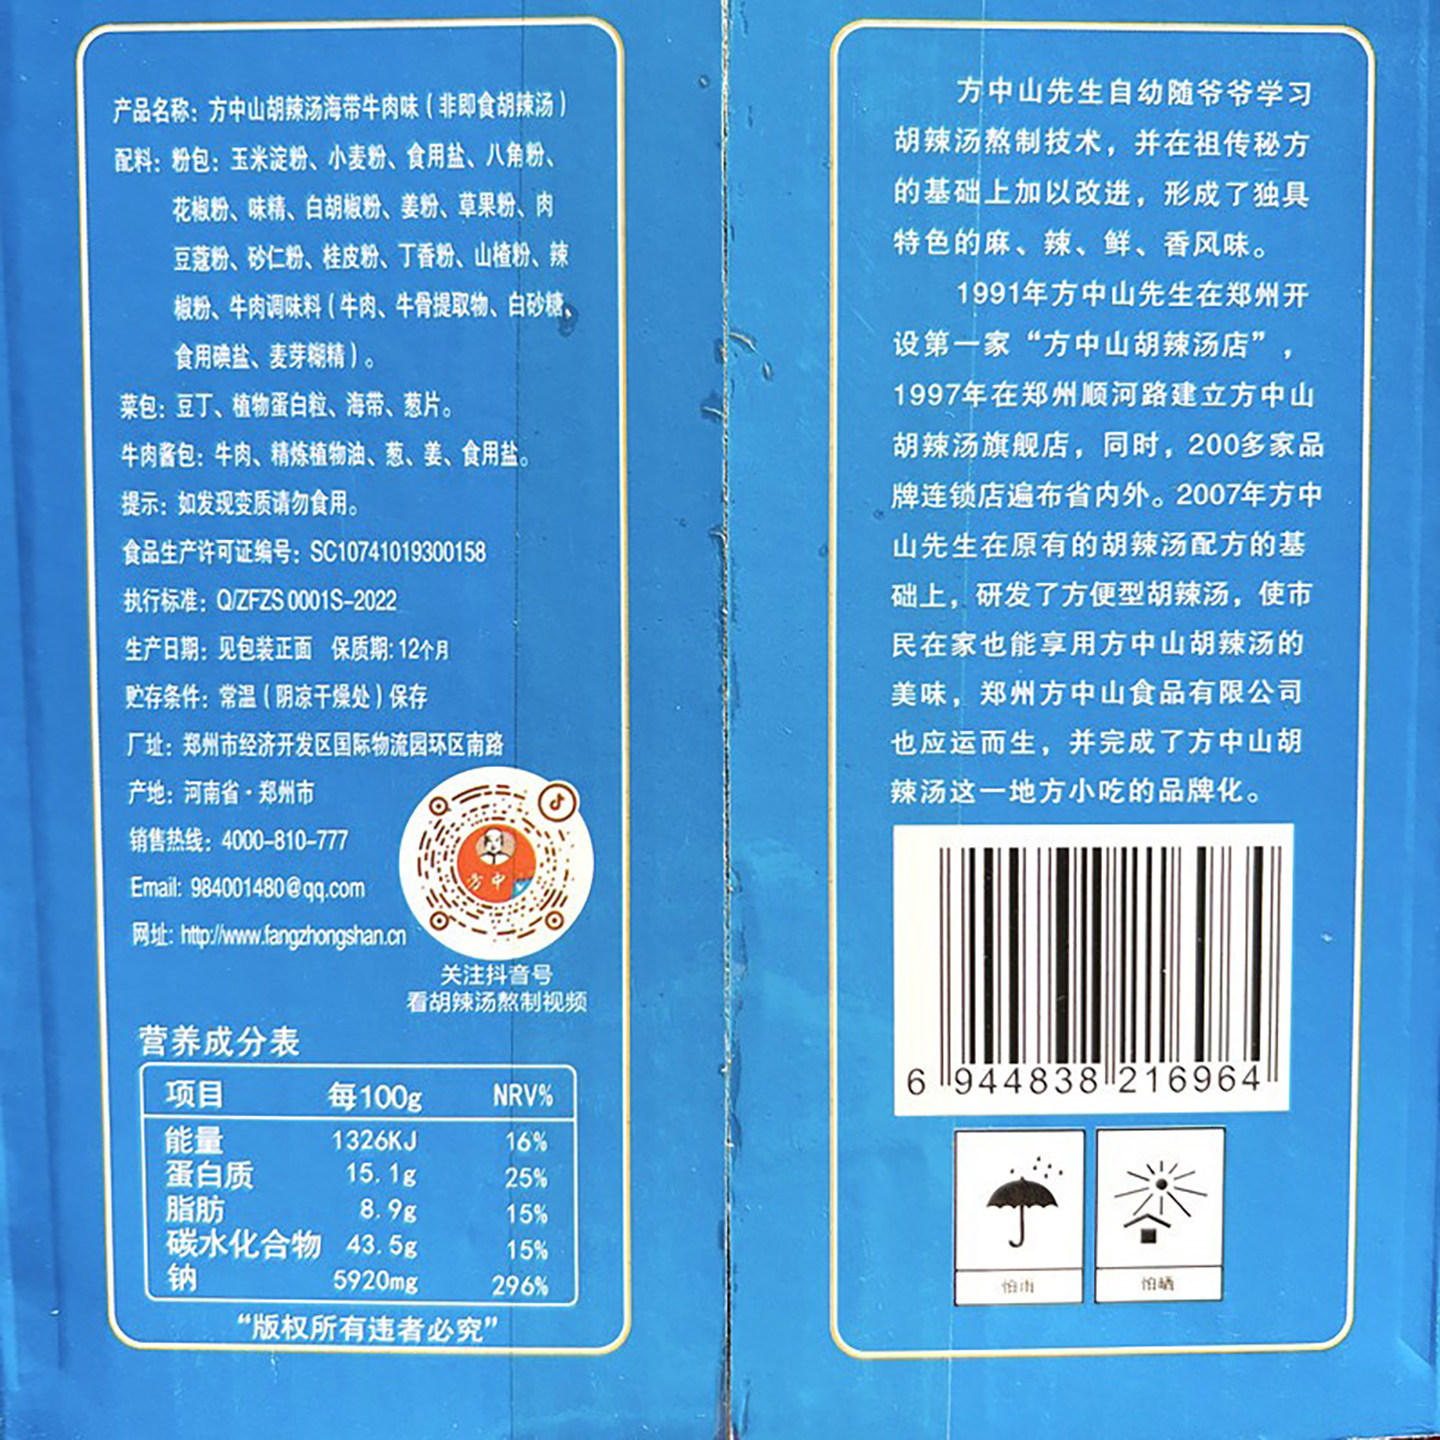 产品名称：方中山胡辣汤海带牛肉味（非即食胡辣汤）
配料：粉包：玉米淀粉、小麦粉、食用盐、八角粉、
花椒粉、味精、白胡椒粉、姜粉、草果粉、肉
豆蔻粉、砂仁粉、桂皮粉、丁香粉、山楂粉、辣
椒粉、牛肉调味料（牛肉、牛骨提取物、白砂糖、
食用碘盐、麦芽糊精）。
菜包：豆丁、植物蛋白粒、海带、葱片。
牛肉酱包：牛肉、精炼植物油、葱、姜、食用盐。
提示：如发现变质请勿食用。
食品生产许可证编号：SC10741019300158
执行标准：Q/ZFZS 0001S-2022
生产日期：见包装正面 保质期：12个月
贮存条件：常温（阴凉干燥处）保存
厂址：郑州市经济开发区国际物流园环区南路
产地：河南省·郑州市
销售热线：4000-810-777
Email: 984001480@qq.com
网址：http://www.fangzhongshan.cn
方中
关注抖音号
看胡辣汤熬制视频
营养成分表
项目 每100g NRV%
能量 1326KJ 16%
蛋白质 15.1g 25%
脂肪 8.9g 15%
碳水化合物 43.5g 15%
钠 5920mg 296%
“版权所有违者必究”
方中山先生自幼随爷爷学习
胡辣汤熬制技术，并在祖传秘方
的基础上加以改进，形成了独具
特色的麻、辣、鲜、香风味。
1991年方中山先生在郑州开
设第一家“方中山胡辣汤店”，
1997年在郑州顺河路建立方中山
胡辣汤旗舰店，同时，200多家品
牌连锁店遍布省内外。2007年方中
山先生在原有的胡辣汤配方的基
础上，研发了方便型胡辣汤，使市
民在家也能享用方中山胡辣汤的
美味，郑州方中山食品有限公司
也应运而生，并完成了方中山胡
辣汤这一地方小吃的品牌化。
6 944838 216964
怕雨
怕晒